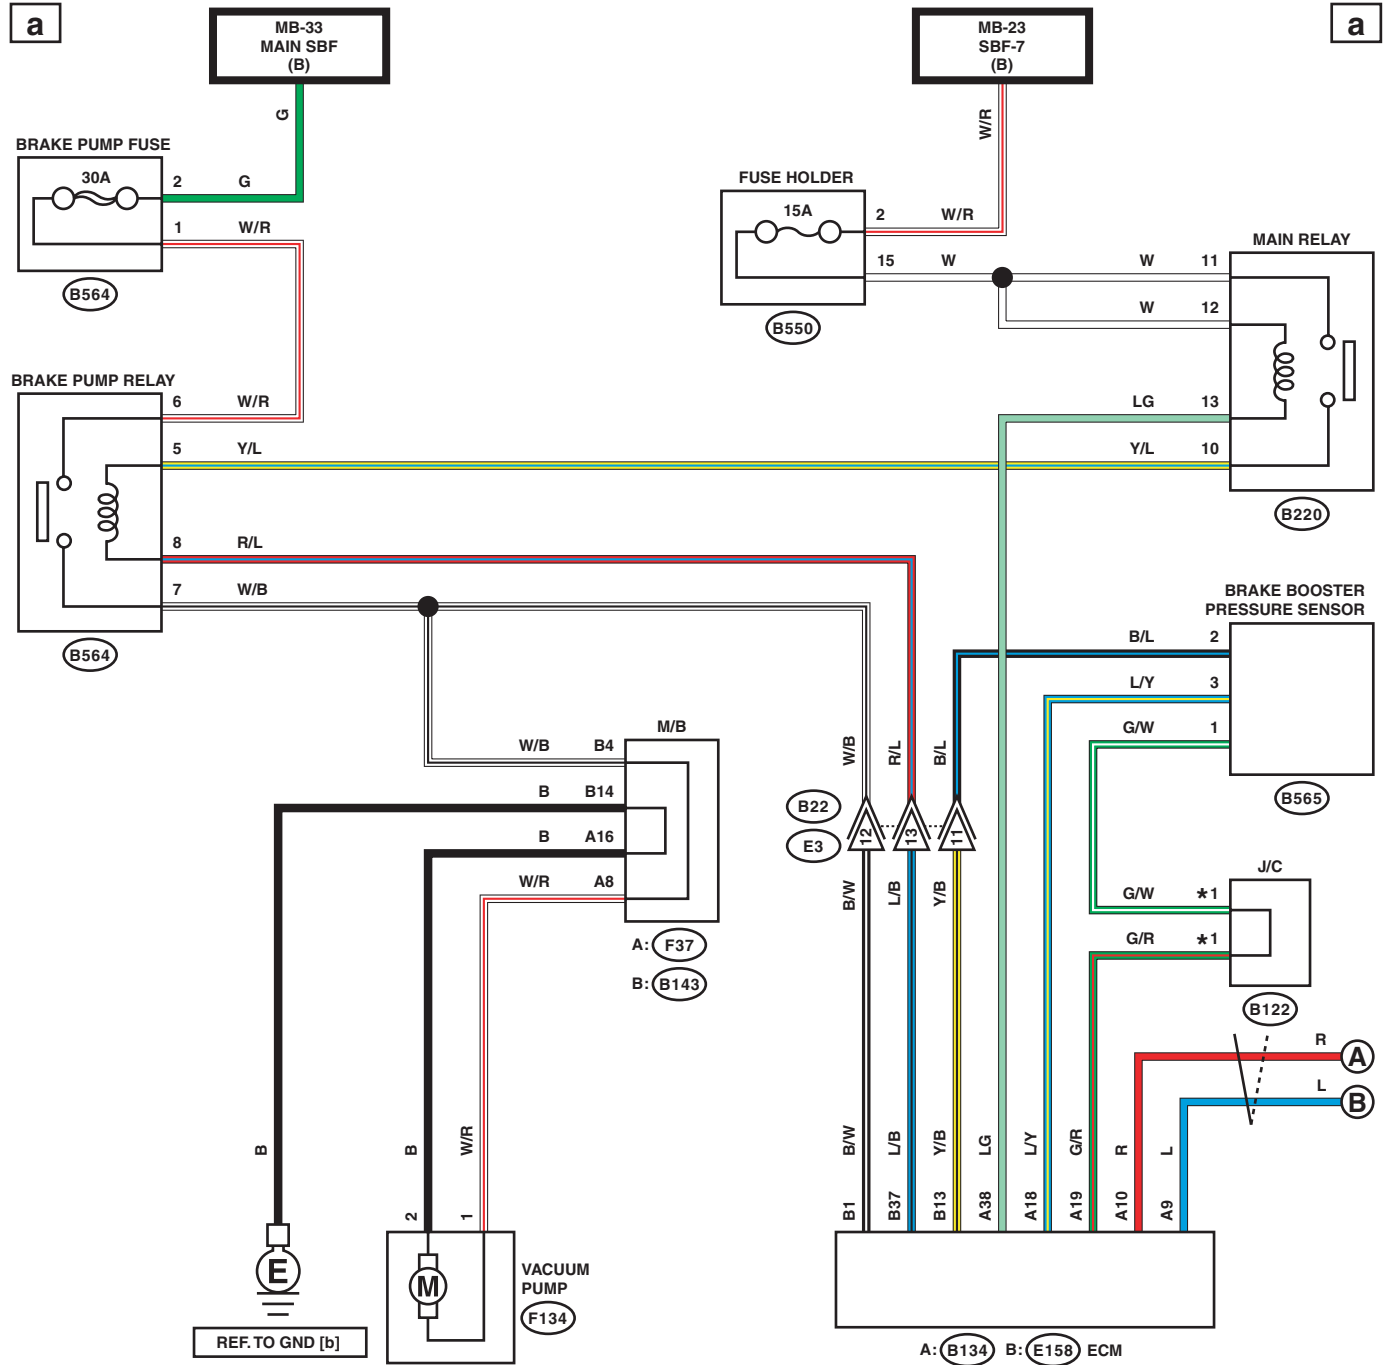 a
MB-33
MAIN SBF
(B)
MB-23
SBF-7
(B)
a
G
W/R
BRAKE PUMP FUSE
30A
2 G
1 W/R
B564
FUSE HOLDER
15A
2 W/R
15 W
B550
MAIN RELAY
W 11
W 12
LG 13
Y/L 10
B220
BRAKE PUMP RELAY
6 W/R
5 Y/L
8 R/L
7 W/B
B564
BRAKE BOOSTER
PRESSURE SENSOR
B/L 2
L/Y 3
G/W 1
B565
M/B
W/B B4
B B14
B A16
W/R A8
A: F37
B: B143
W/B
R/L
B/L
B22
E3
12
13
11
B/W
L/B
Y/B
J/C
G/W *1
G/R *1
B122
R A
L B
B
B
W/R
B/W
L/B
Y/B
LG
L/Y
G/R
R
L
2
1
B1
B37
B13
A38
A18
A19
A10
A9
E
REF. TO GND [b]
M
VACUUM
PUMP
F134
A: B134 B: E158 ECM